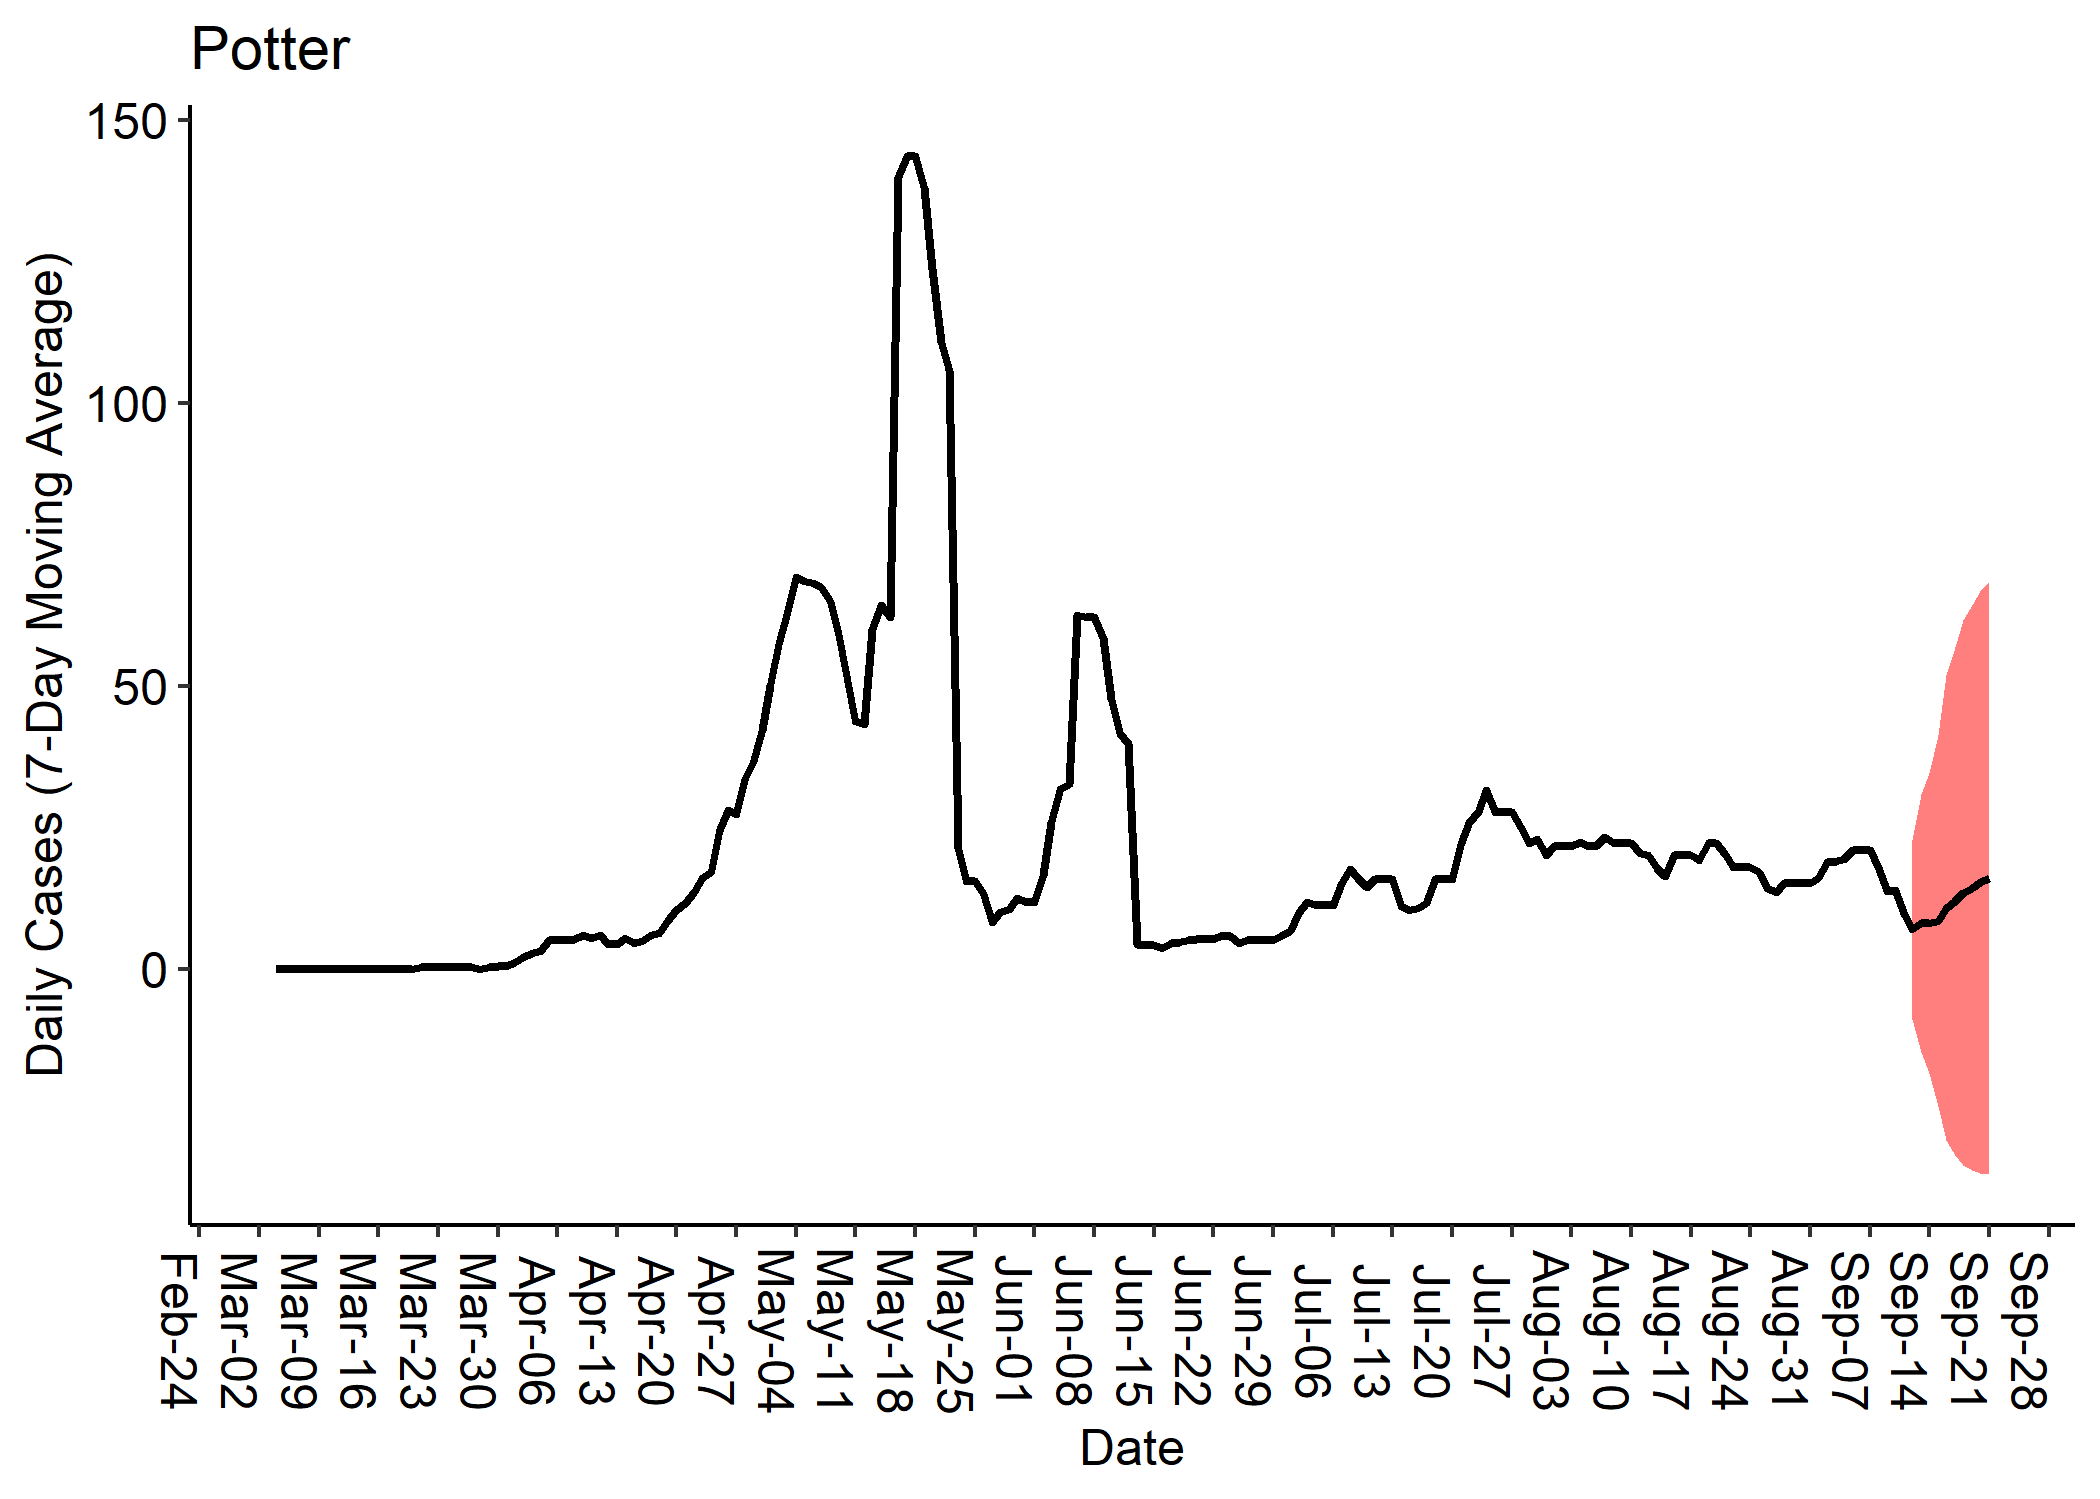 Potter
150
100
50
0
Daily Cases (7-Day Moving Average)
Feb-24
Mar-02
Mar-09
Mar-16
Mar-23
Mar-30
Apr-06
Apr-13
Apr-20
Apr-27
May-04
May-11
May-18
May-25
Jun-01
Jun-08
Jun-15
Jun-22
Jun-29
Jul-06
Jul-13
Jul-20
Jul-27
Aug-03
Aug-10
Aug-17
Aug-24
Aug-31
Sep-07
Sep-14
Sep-21
Sep-28
Date